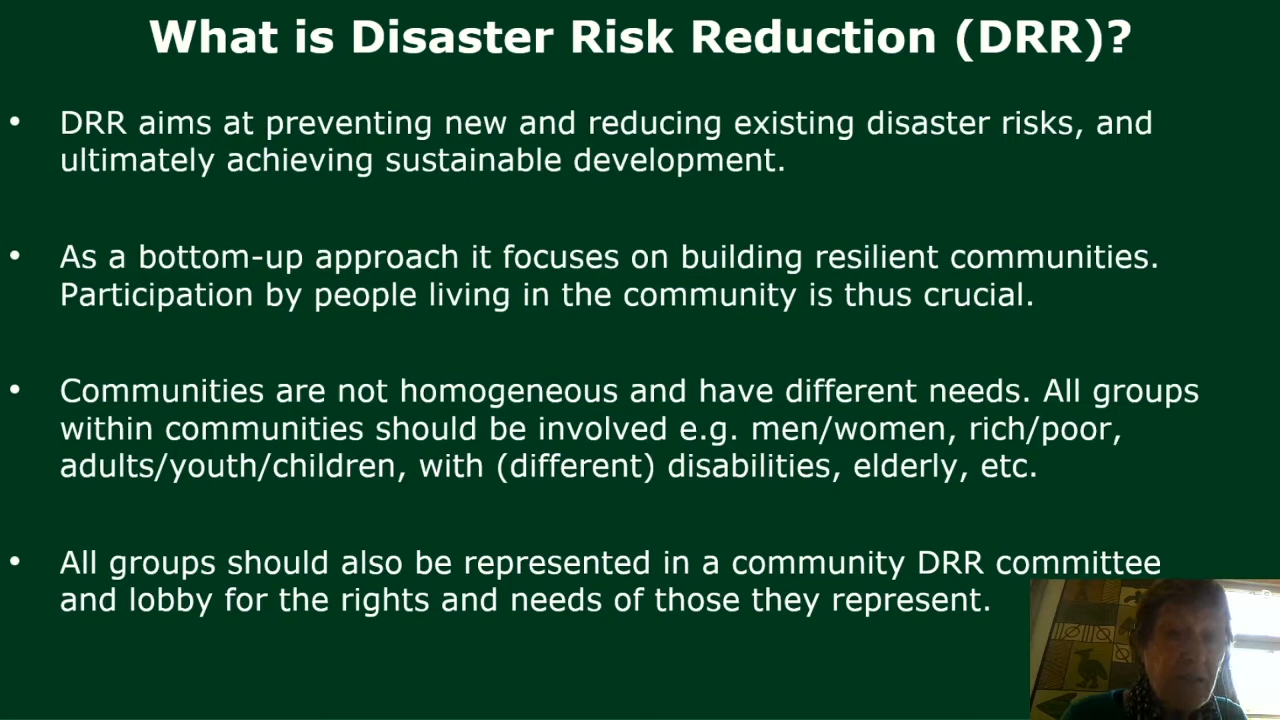 What is Disaster Risk Reduction (DRR)?
• DRR aims at preventing new and reducing existing disaster risks, and
ultimately achieving sustainable development.
• As a bottom-up approach it focuses on building resilient communities.
Participation by people living in the community is thus crucial.
• Communities are not homogeneous and have different needs. All groups
within communities should be involved e.g. men/women, rich/poor,
adults/youth/children, with (different) disabilities, elderly, etc.
• All groups should also be represented in a community DRR committee
and lobby for the rights and needs of those they represent.